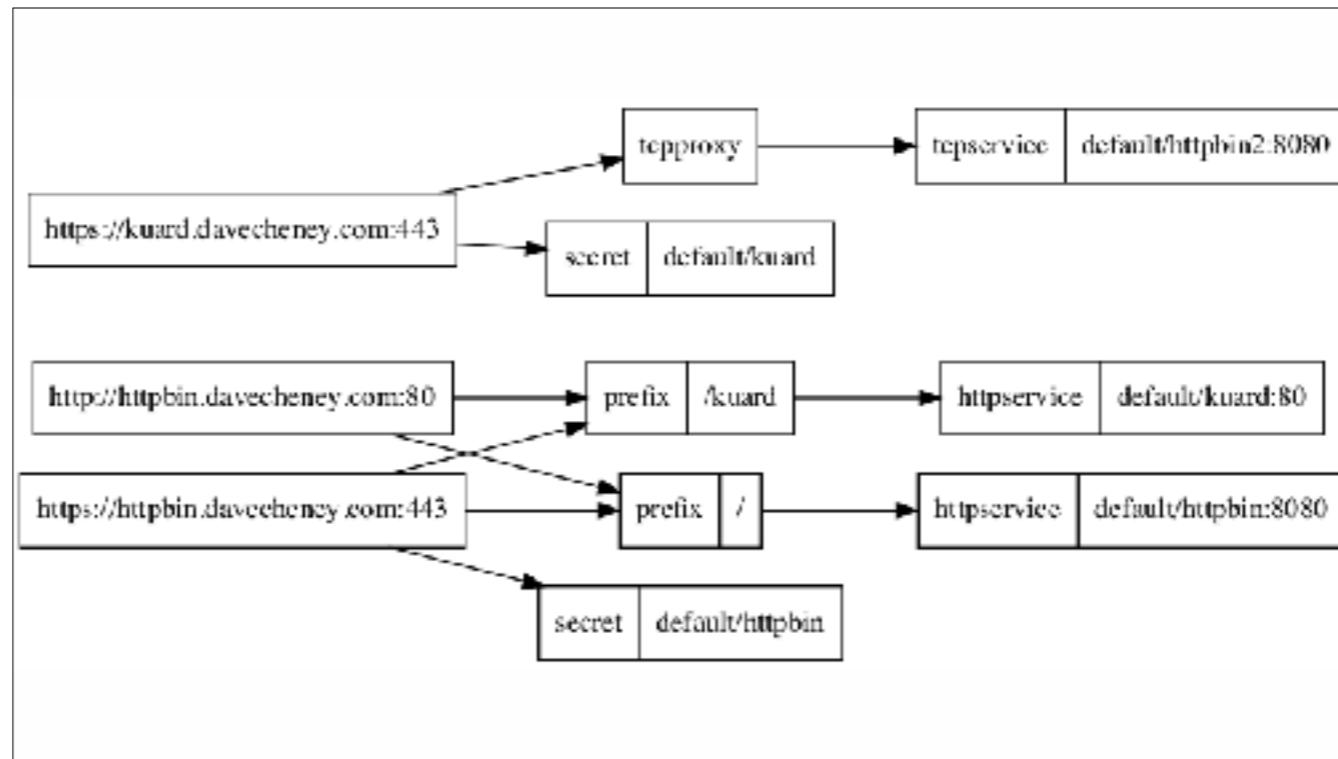 tcpproxy
tcpservice default/httpbin2:8080
https://kuard.davecheney.com:443
secret default/kuard
http://httpbin.davecheney.com:80
prefix /kuard
httpservice default/kuard:80
https://httpbin.davecheney.com:443
prefix /
httpservice default/httpbin:8080
secret default/httpbin